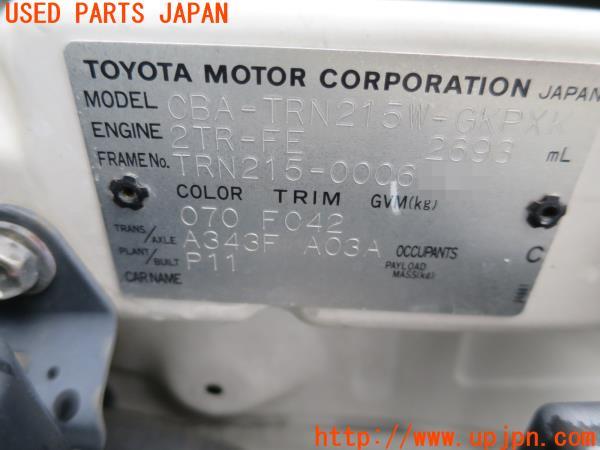 USED PARTS JAPAN
TOYOTA MOTOR CORPORATION JAPAN
MODEL CBA-TRN215W-GKPXK
ENGINE 2TR-FE 2693 mL
FRAME No. TRN215-0006
COLOR TRIM GVM(kg)
070 FQ42
TRANS/AXLE A343F A03A OCCUPANTS C
PLANT/BUILT P11 PAYLOAD MASS(kg)
CAR NAME
URL : http://www.upjpn.com/